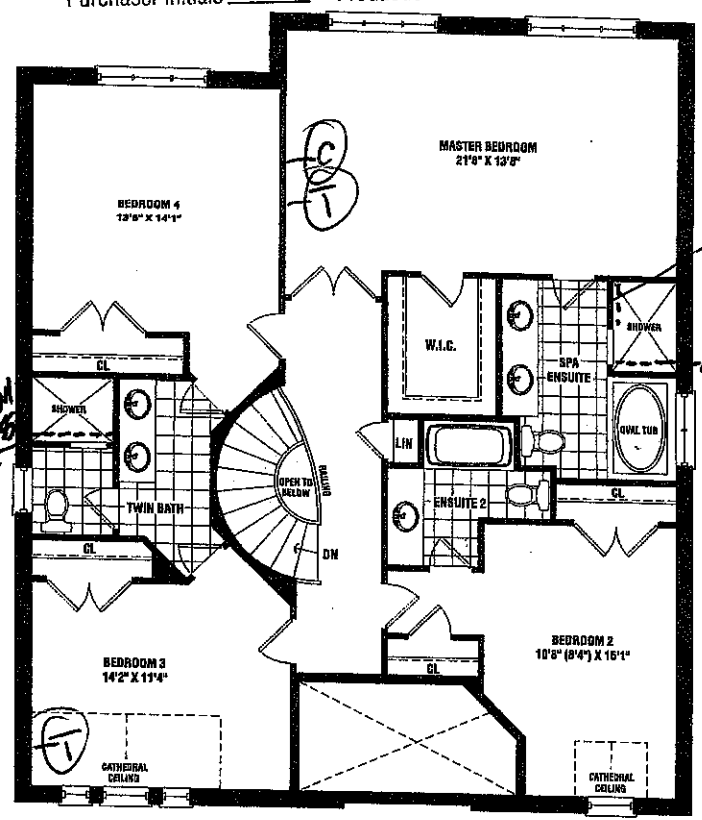 Purchaser Initials
MASTER BEDROOM
21'8" X 13'8"
C
T
BEDROOM 4
13'6" X 14'1"
CL
W.I.C.
SHOWER
SPA
ENSUITE
SHOWER
OVAL TUB
LIN
OPEN TO
BELOW
RAILING
DN
TWIN BATH
ENSUITE 2
CL
CL
BEDROOM 3
14'2" X 11'4"
BEDROOM 2
10'8" (8'4") X 15'1"
CL
T
CATHEDRAL
CEILING
CATHEDRAL
CEILING